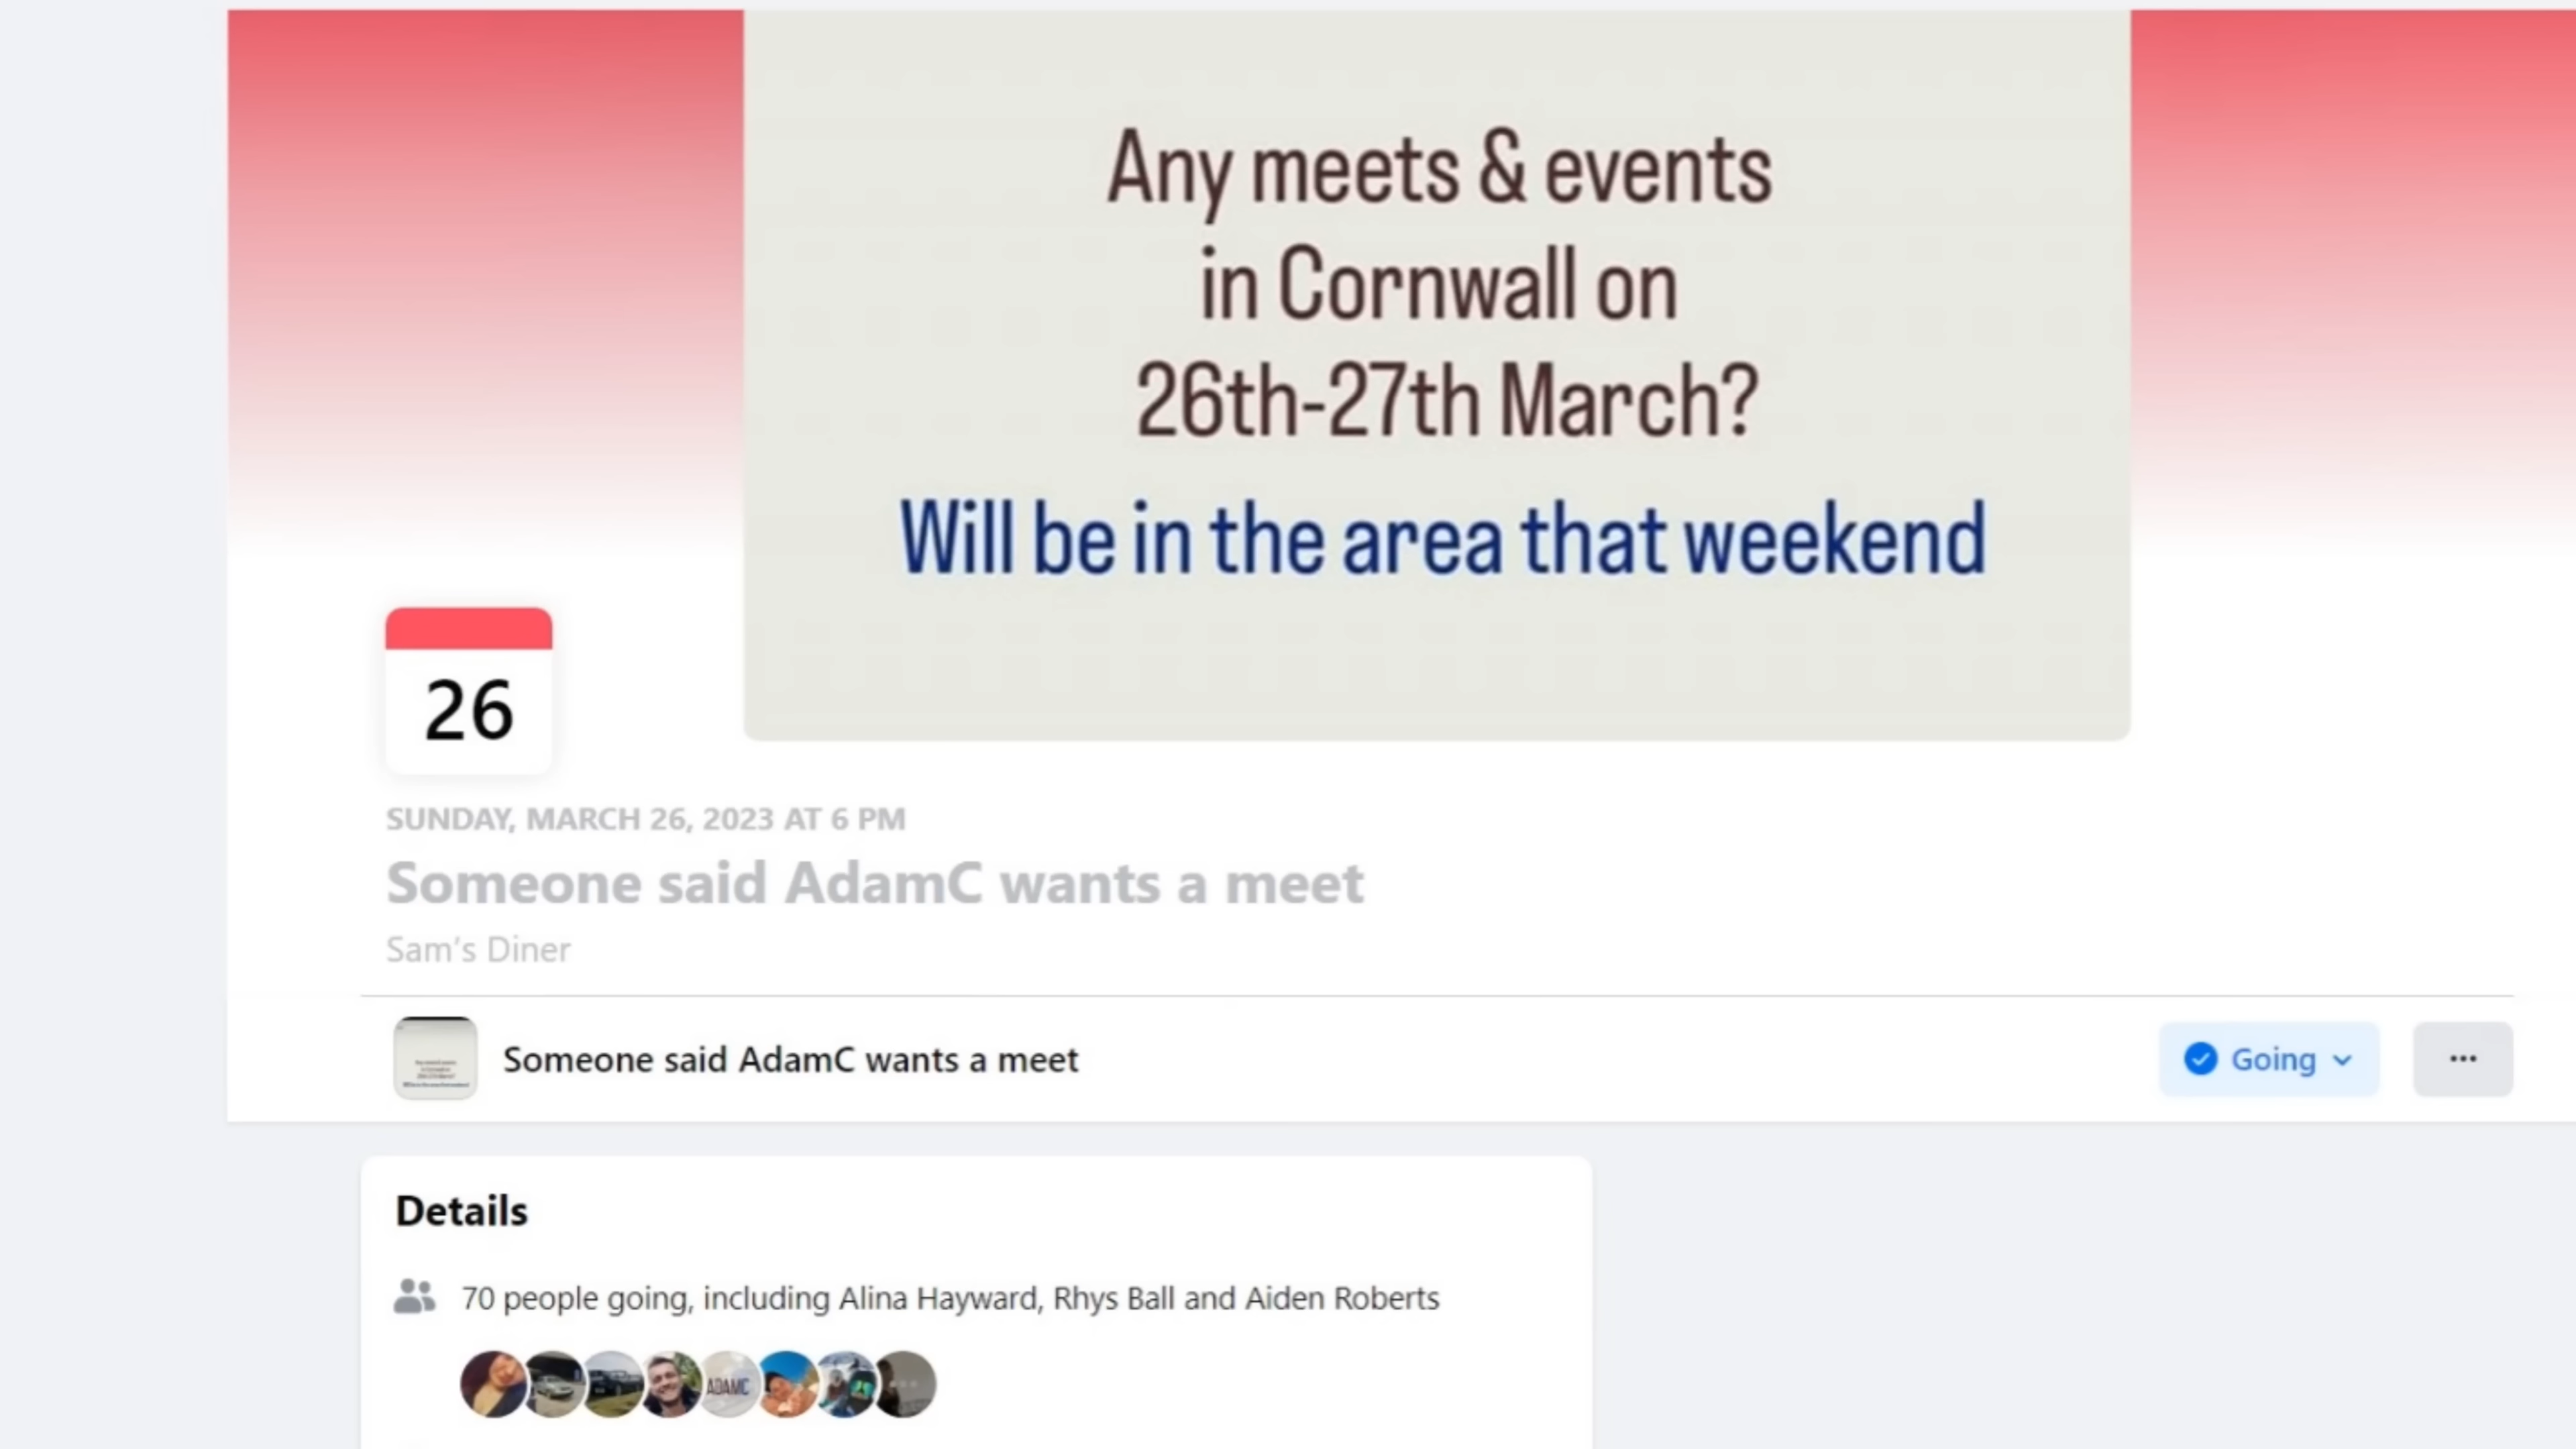 Any meets & events
in Cornwall on
26th-27th March?
Will be in the area that weekend
26
SUNDAY, MARCH 26, 2023 AT 6 PM
Someone said AdamC wants a meet
Sam's Diner
Someone said AdamC wants a meet
Going
Details
70 people going, including Alina Hayward, Rhys Ball and Aiden Roberts
ADAMC